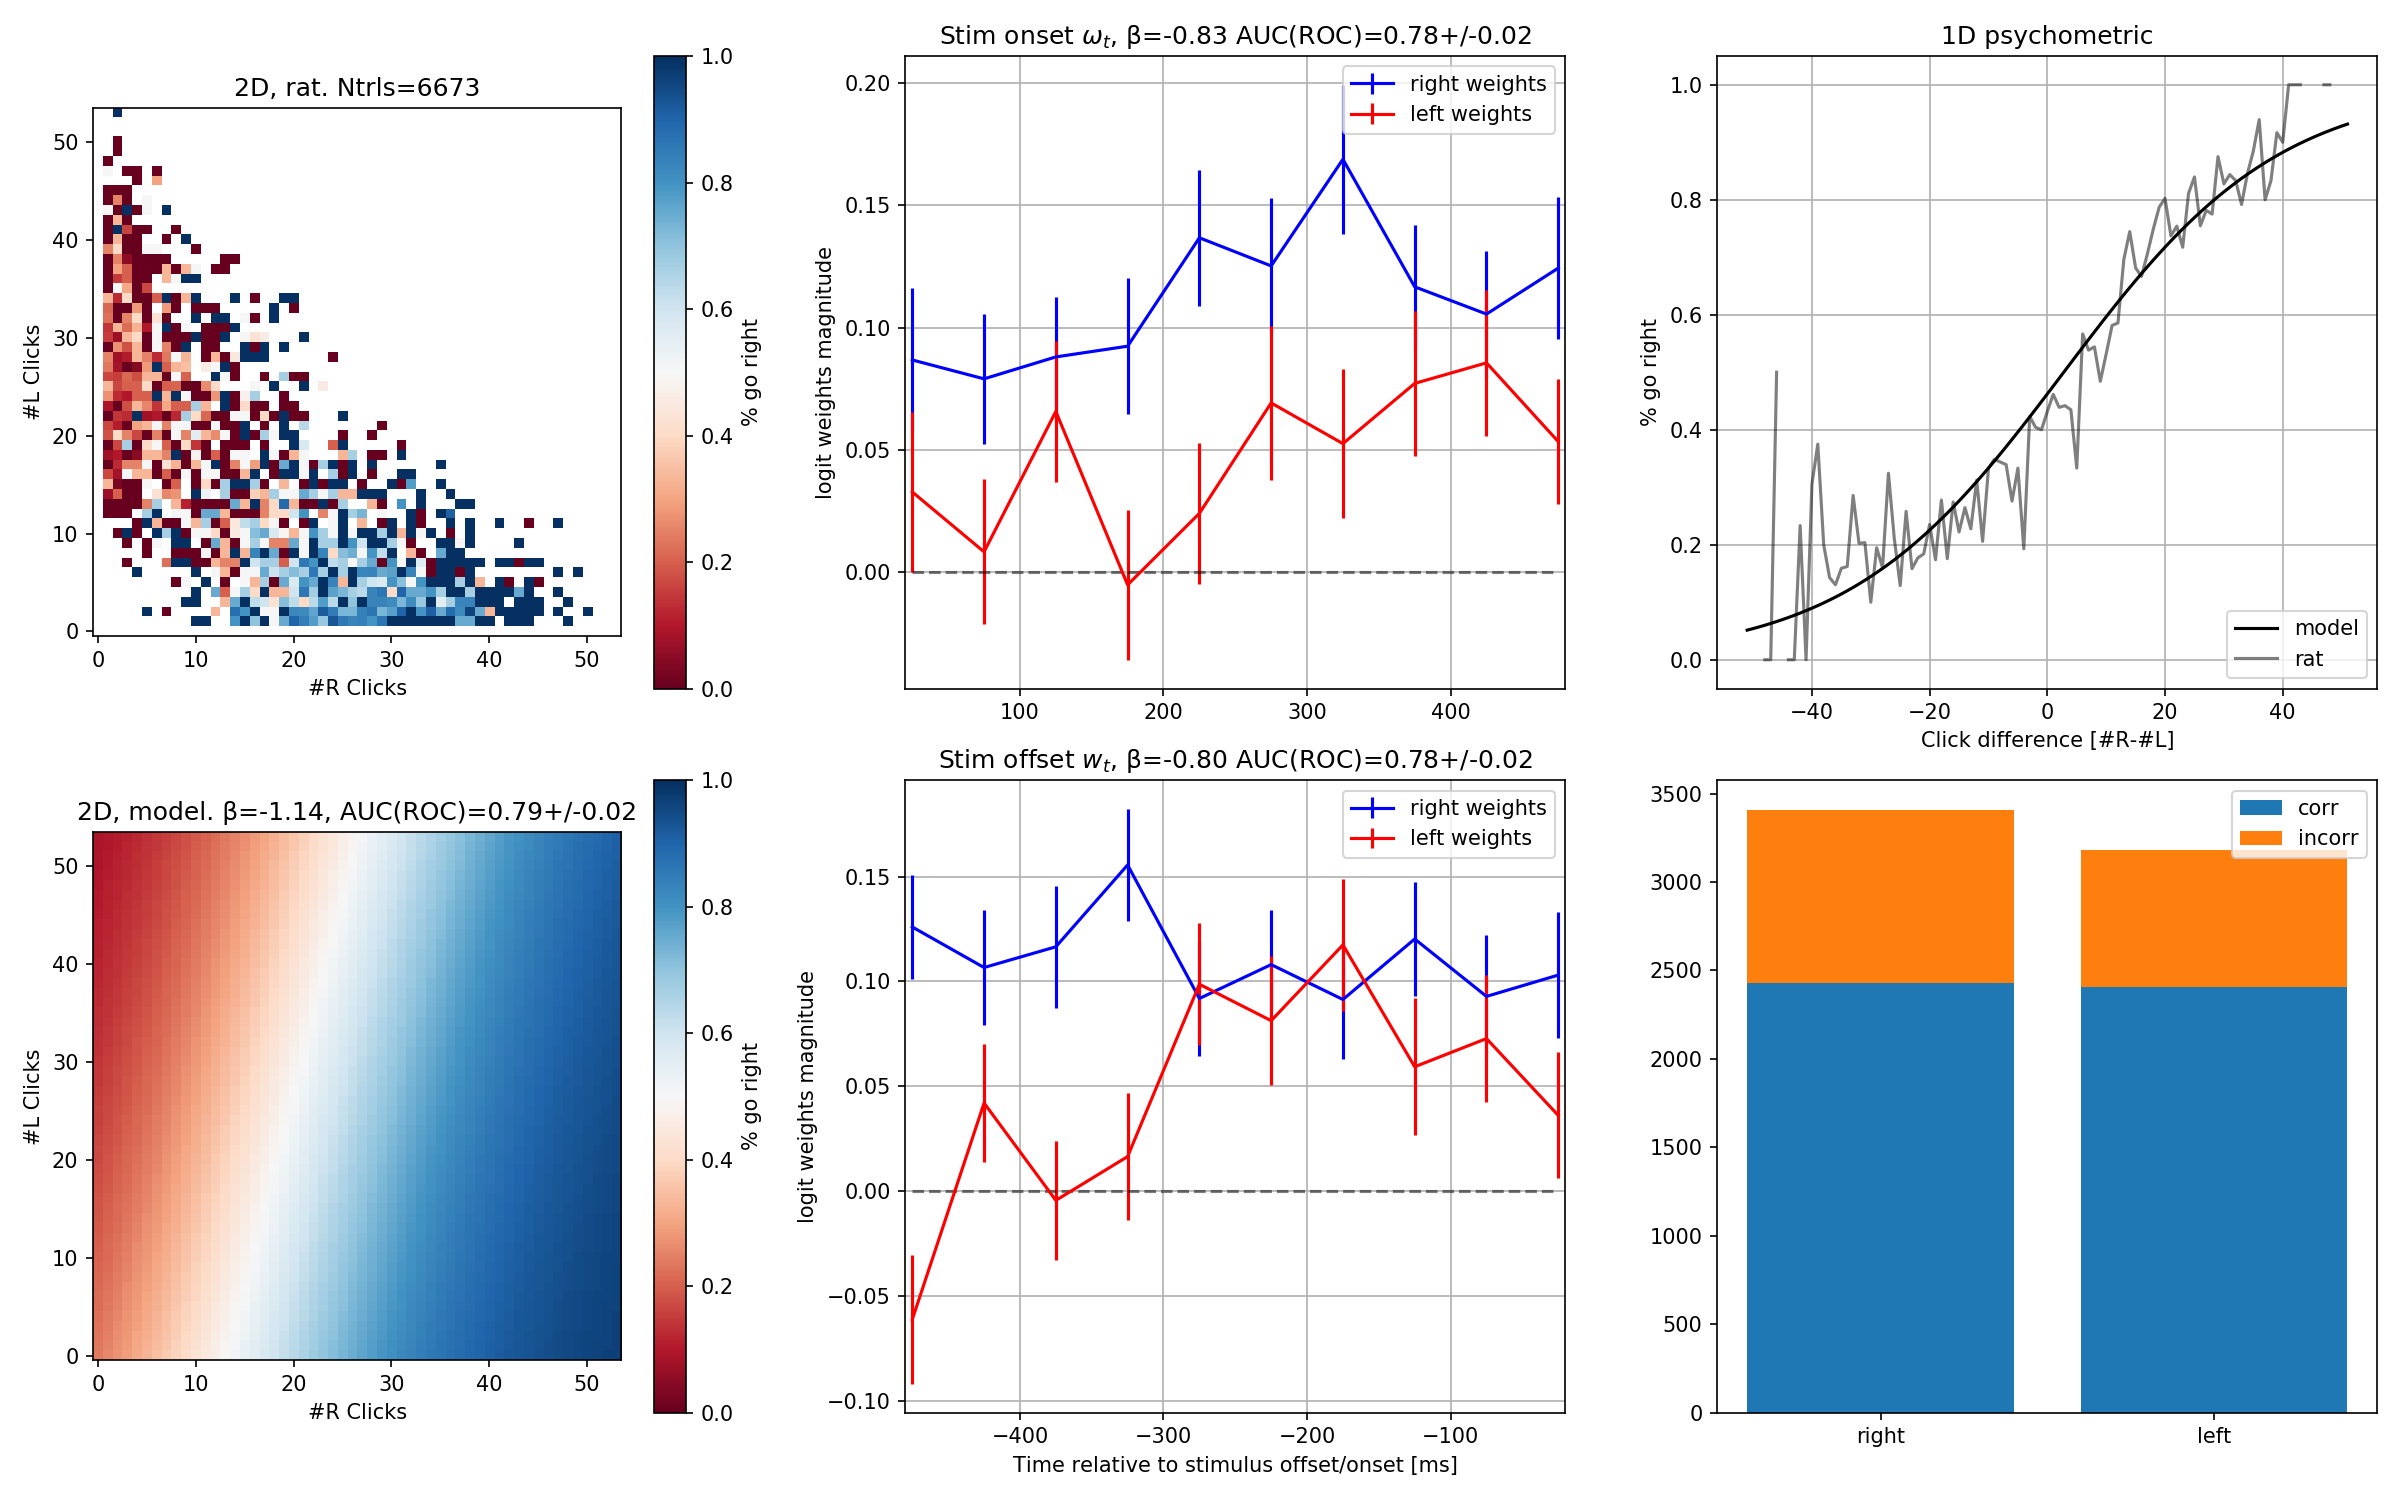 2D, rat. Ntrls=6673
#L Clicks
50
40
30
20
10
0
0 10 20 30 40 50
#R Clicks
1.0
0.8
0.6
0.4
0.2
0.0
% go right
Stim onset ωt, β=-0.83 AUC(ROC)=0.78+/-0.02
logit weights magnitude
0.20
0.15
0.10
0.05
0.00
100 200 300 400
right weights
left weights
1D psychometric
% go right
1.0
0.8
0.6
0.4
0.2
0.0
−40 −20 0 20 40
Click difference [#R-#L]
model
rat
2D, model. β=-1.14, AUC(ROC)=0.79+/-0.02
#L Clicks
50
40
30
20
10
0
0 10 20 30 40 50
#R Clicks
1.0
0.8
0.6
0.4
0.2
0.0
% go right
Stim offset wt, β=-0.80 AUC(ROC)=0.78+/-0.02
logit weights magnitude
0.15
0.10
0.05
0.00
−0.05
−0.10
−400 −300 −200 −100
Time relative to stimulus offset/onset [ms]
right weights
left weights
3500
3000
2500
2000
1500
1000
500
0
right left
corr
incorr